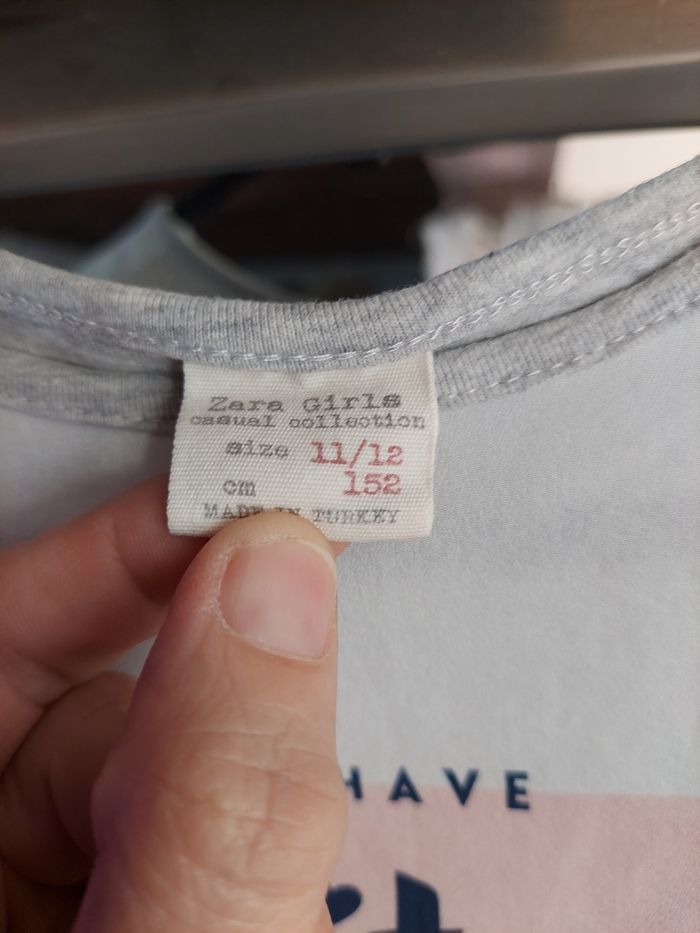 Zara Girls
casual collection
size 11/12
cm 152
MADE IN TURKEY
HAVE